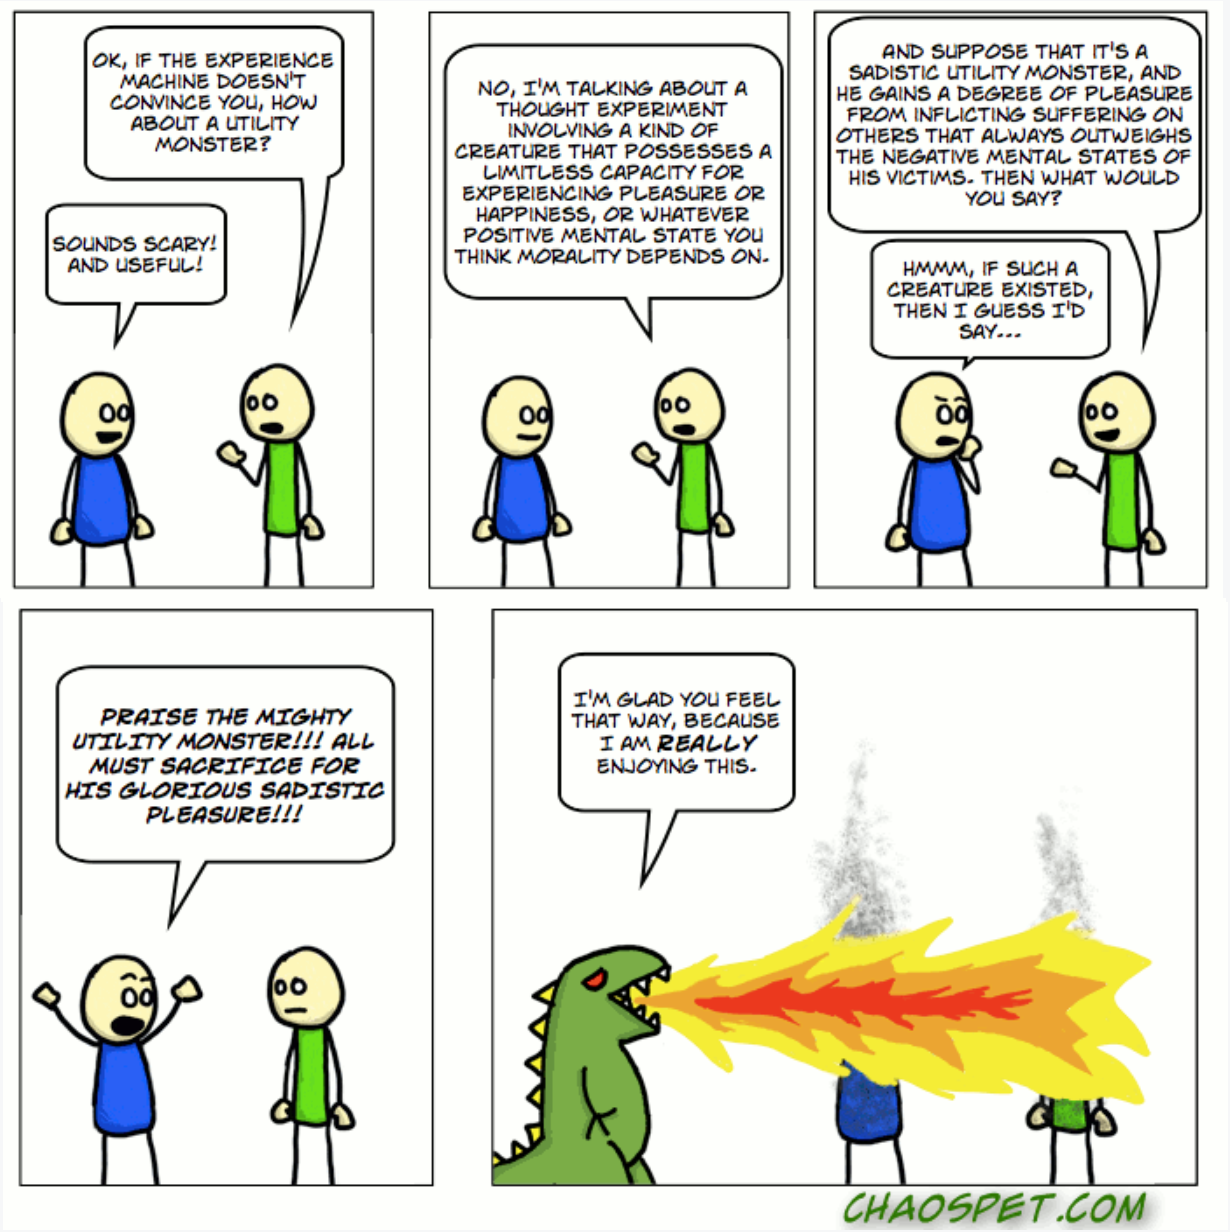 OK, IF THE EXPERIENCE
MACHINE DOESN'T
CONVINCE YOU, HOW
ABOUT A UTILITY
MONSTER?
SOUNDS SCARY!
AND USEFUL!
NO, I'M TALKING ABOUT A
THOUGHT EXPERIMENT
INVOLVING A KIND OF
CREATURE THAT POSSESSES A
LIMITLESS CAPACITY FOR
EXPERIENCING PLEASURE OR
HAPPINESS, OR WHATEVER
POSITIVE MENTAL STATE YOU
THINK MORALITY DEPENDS ON.
AND SUPPOSE THAT IT'S A
SADISTIC UTILITY MONSTER, AND
HE GAINS A DEGREE OF PLEASURE
FROM INFLICTING SUFFERING ON
OTHERS THAT ALWAYS OUTWEIGHS
THE NEGATIVE MENTAL STATES OF
HIS VICTIMS. THEN WHAT WOULD
YOU SAY?
HMMM, IF SUCH A
CREATURE EXISTED,
THEN I GUESS I'D
SAY...
PRAISE THE MIGHTY
UTILITY MONSTER!!! ALL
MUST SACRIFICE FOR
HIS GLORIOUS SADISTIC
PLEASURE!!!
I'M GLAD YOU FEEL
THAT WAY, BECAUSE
I AM REALLY
ENJOYING THIS.
CHAOSPET.COM